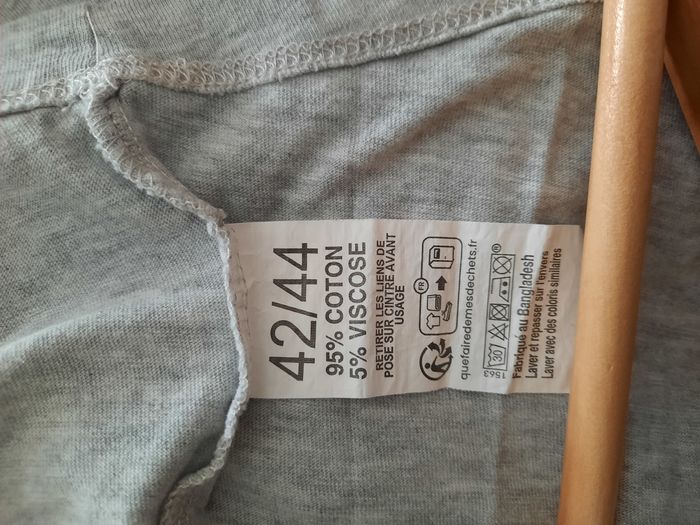 42/44
95% COTON
5% VISCOSE
RETIRER LES LIENS DE
POSE SUR CINTRE AVANT
USAGE
FR
quefairedemesdechets.fr
30
®
1563
Fabriqué au Bangladesh
Laver et repasser sur l'envers
Laver avec des coloris similaires